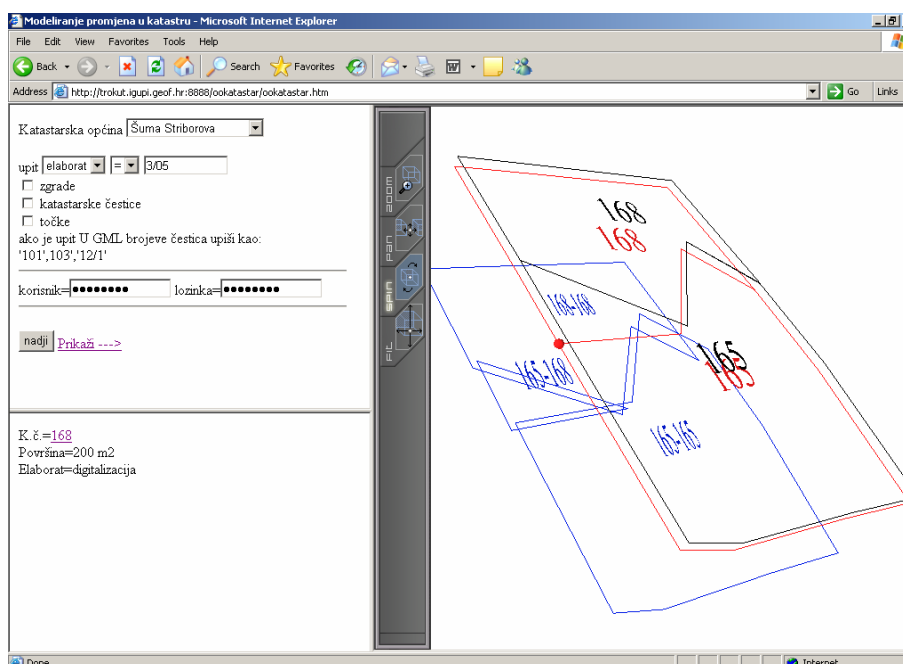 Modeliranje promjena u katastru - Microsoft Internet Explorer
File Edit View Favorites Tools Help
Back Search Favorites
Address http://trokut.igupi.geof.hr:8888/ookatastar/ookatastar.htm Go Links
Katastarska općina Šuma Striborova
upit elaborat = 3/05
zgrade
katastarske čestice
točke
ako je upit U GML brojeve čestica upiši kao:
'101',103','12/1'
korisnik=●●●●●●●● lozinka=●●●●●●●●
nadji Prikaži --->
K.č.=168
Površina=200 m2
Elaborat=digitalizacija
zoom
pan
spin
fit
168
168
168-168
165
165
165-168
165-165
Done Internet